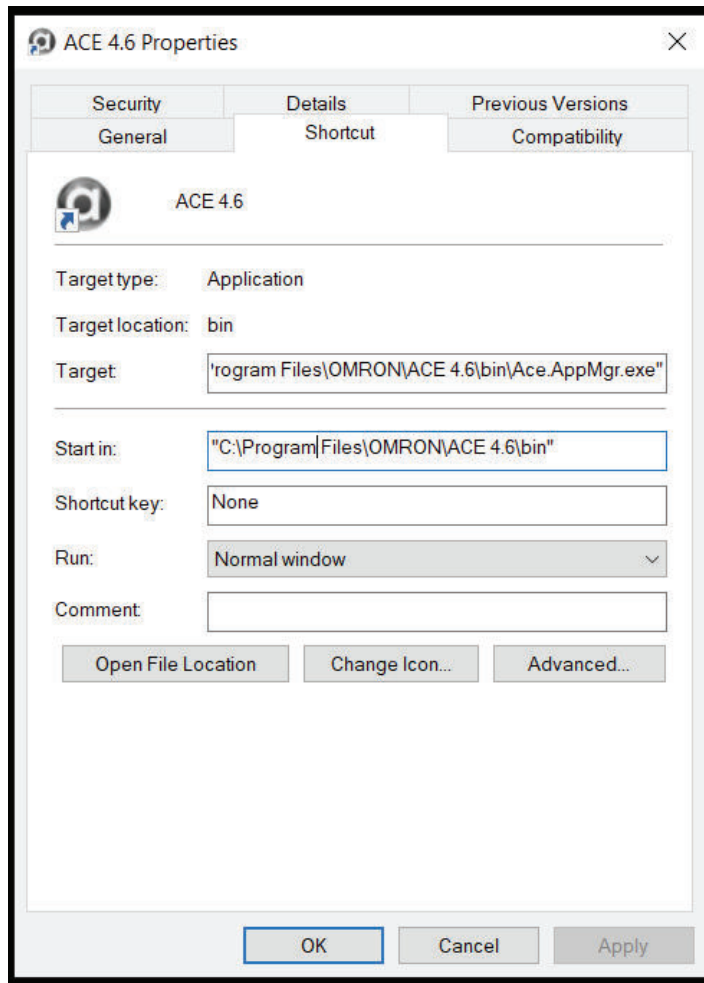 ACE 4.6 Properties
Security Details Previous Versions
General Shortcut Compatibility
ACE 4.6
Target type: Application
Target location: bin
Target: 'rogram Files\OMRON\ACE 4.6\bin\Ace.AppMgr.exe"
Start in: "C:\Program Files\OMRON\ACE 4.6\bin"
Shortcut key: None
Run: Normal window
Comment:
Open File Location Change Icon... Advanced...
OK Cancel Apply